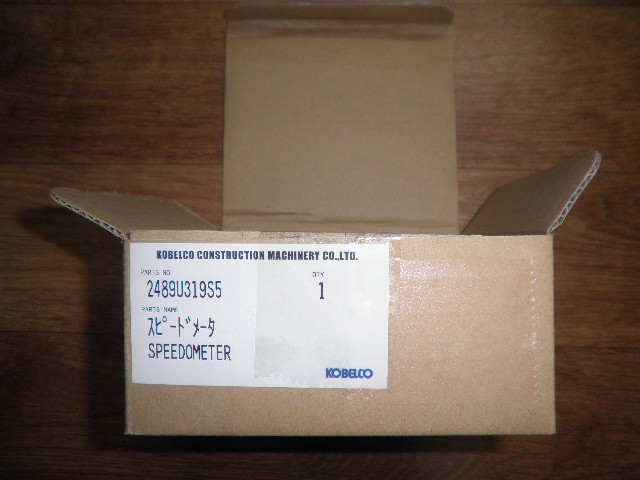 KOBELCO CONSTRUCTION MACHINERY CO.,LTD.
PARTS NO QTY
2489U319S5 1
PARTS NAME
スピードメータ
SPEEDOMETER
KOBELCO